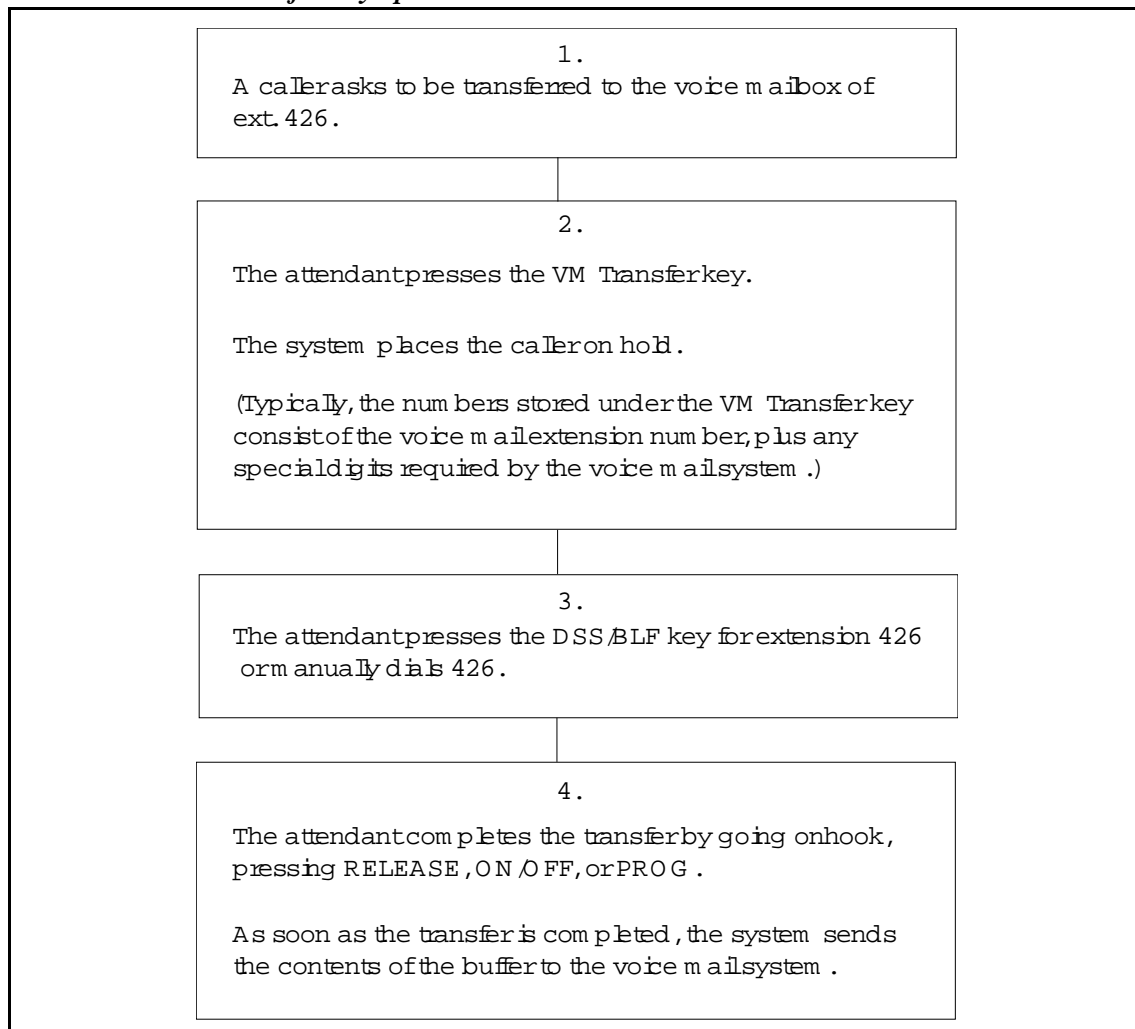 1.
A caller asks to be transferred to the voice mailbox of
ext. 426.
2.
The attendant presses the VM Transfer key.
The system places the caller on hold.
(Typically, the numbers stored under the VM Transfer key
consist of the voice mail extension number, plus any
special digits required by the voice mail system.)
3.
The attendant presses the DSS/BLF key for extension 426
or manually dials 426.
4.
The attendant completes the transfer by going onhook,
pressing RELEASE, ON/OFF, or PROG.
As soon as the transfer is completed, the system sends
the contents of the buffer to the voice mail system.